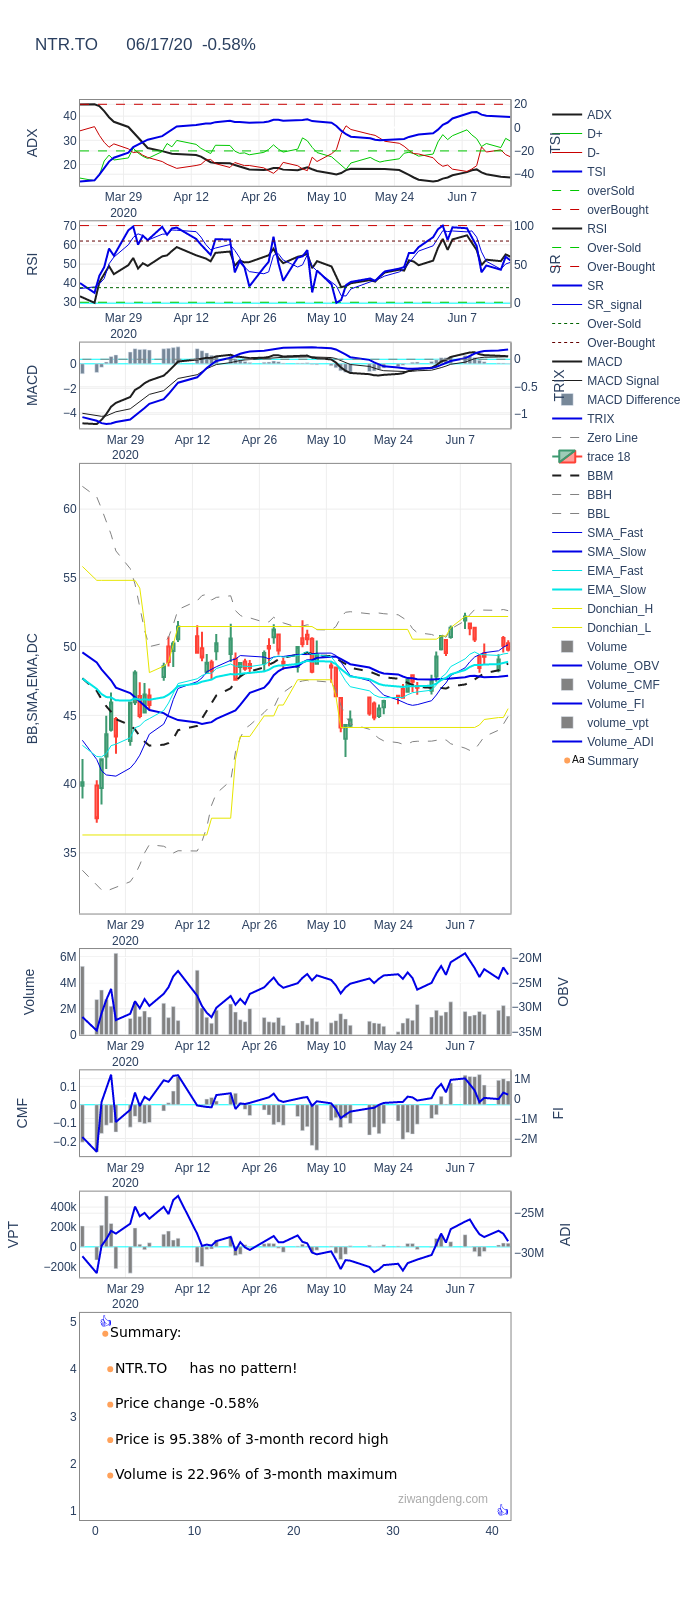 NTR.TO 06/17/20 -0.58%
ADX
40
30
20
20
0
−20
−40
TSI
Mar 29 Apr 12 Apr 26 May 10 May 24 Jun 7
2020
RSI
70
60
50
40
30
100
50
0
SR
Mar 29 Apr 12 Apr 26 May 10 May 24 Jun 7
2020
MACD
0
−2
−4
0
−0.5
−1
TRIX
Mar 29 Apr 12 Apr 26 May 10 May 24 Jun 7
2020
BB,SMA,EMA,DC
60
55
50
45
40
35
Mar 29 Apr 12 Apr 26 May 10 May 24 Jun 7
2020
Volume
6M
4M
2M
0
−20M
−25M
−30M
−35M
OBV
Mar 29 Apr 12 Apr 26 May 10 May 24 Jun 7
2020
CMF
0.1
0
−0.1
−0.2
1M
0
−1M
−2M
FI
Mar 29 Apr 12 Apr 26 May 10 May 24 Jun 7
2020
VPT
400k
200k
0
−200k
−25M
−30M
ADI
Mar 29 Apr 12 Apr 26 May 10 May 24 Jun 7
2020
5
4
3
2
1
👍
Summary:
NTR.TO has no pattern!
Price change -0.58%
Price is 95.38% of 3-month record high
Volume is 22.96% of 3-month maximum
ziwangdeng.com
👍
0 10 20 30 40
ADX
D+
D-
TSI
overSold
overBought
RSI
Over-Sold
Over-Bought
SR
SR_signal
Over-Sold
Over-Bought
MACD
MACD Signal
MACD Difference
TRIX
Zero Line
trace 18
BBM
BBH
BBL
SMA_Fast
SMA_Slow
EMA_Fast
EMA_Slow
Donchian_H
Donchian_L
Volume
Volume_OBV
Volume_CMF
Volume_FI
volume_vpt
Volume_ADI
Aa Summary